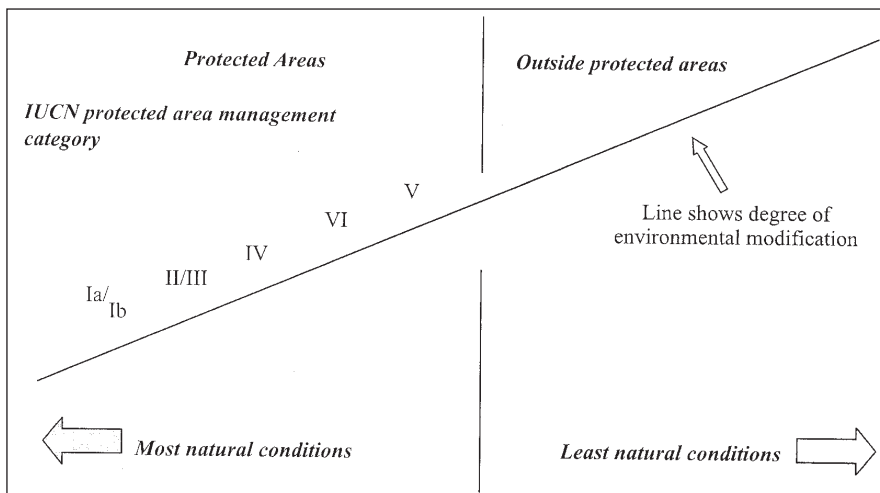 Protected Areas
Outside protected areas
IUCN protected area management
category
V
VI
IV
II/III
Ia/
Ib
Line shows degree of
environmental modification
Most natural conditions
Least natural conditions